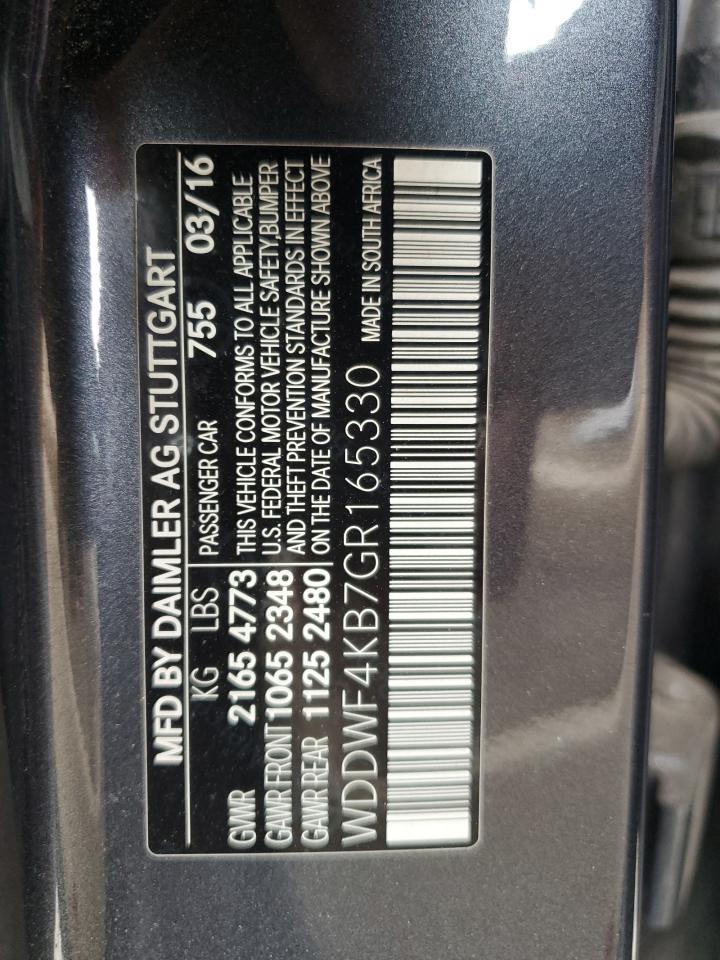 MFD BY DAIMLER AG STUTTGART
KG LBS PASSENGER CAR 755 03/16
GVWR 2165 4773 THIS VEHICLE CONFORMS TO ALL APPLICABLE
GAWR FRONT 1065 2348 U.S. FEDERAL MOTOR VEHICLE SAFETY BUMPER
GAWR REAR 1125 2480 AND THEFT PREVENTION STANDARDS IN EFFECT
ON THE DATE OF MANUFACTURE SHOWN ABOVE
WDDWF4KB7GR165330 MADE IN SOUTH AFRICA